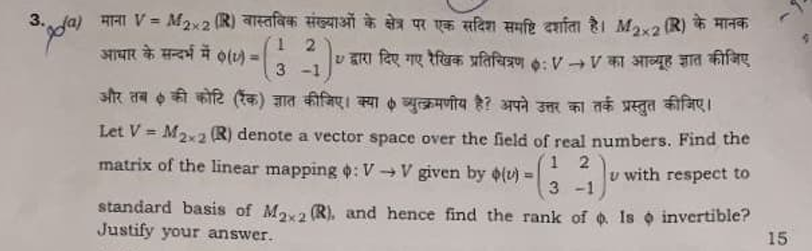 3. (a) माना V = M₂ₓ₂ (ℝ) वास्तविक संख्याओं के क्षेत्र पर एक सदिश समष्टि दर्शाता है। M₂ₓ₂ (ℝ) के मानक
आधार के सन्दर्भ में φ(υ) = (1 2; 3 −1) υ द्वारा दिए गए रैखिक प्रतिचित्रण φ: V → V का आव्यूह ज्ञात कीजिए
और तब φ की कोटि (रैंक) ज्ञात कीजिए। क्या φ व्युत्क्रमणीय है? अपने उत्तर का तर्क प्रस्तुत कीजिए।
Let V = M₂ₓ₂ (ℝ) denote a vector space over the field of real numbers. Find the
matrix of the linear mapping φ: V → V given by φ(υ) = (1 2; 3 −1) υ with respect to
standard basis of M₂ₓ₂ (ℝ), and hence find the rank of φ. Is φ invertible?
Justify your answer. 15